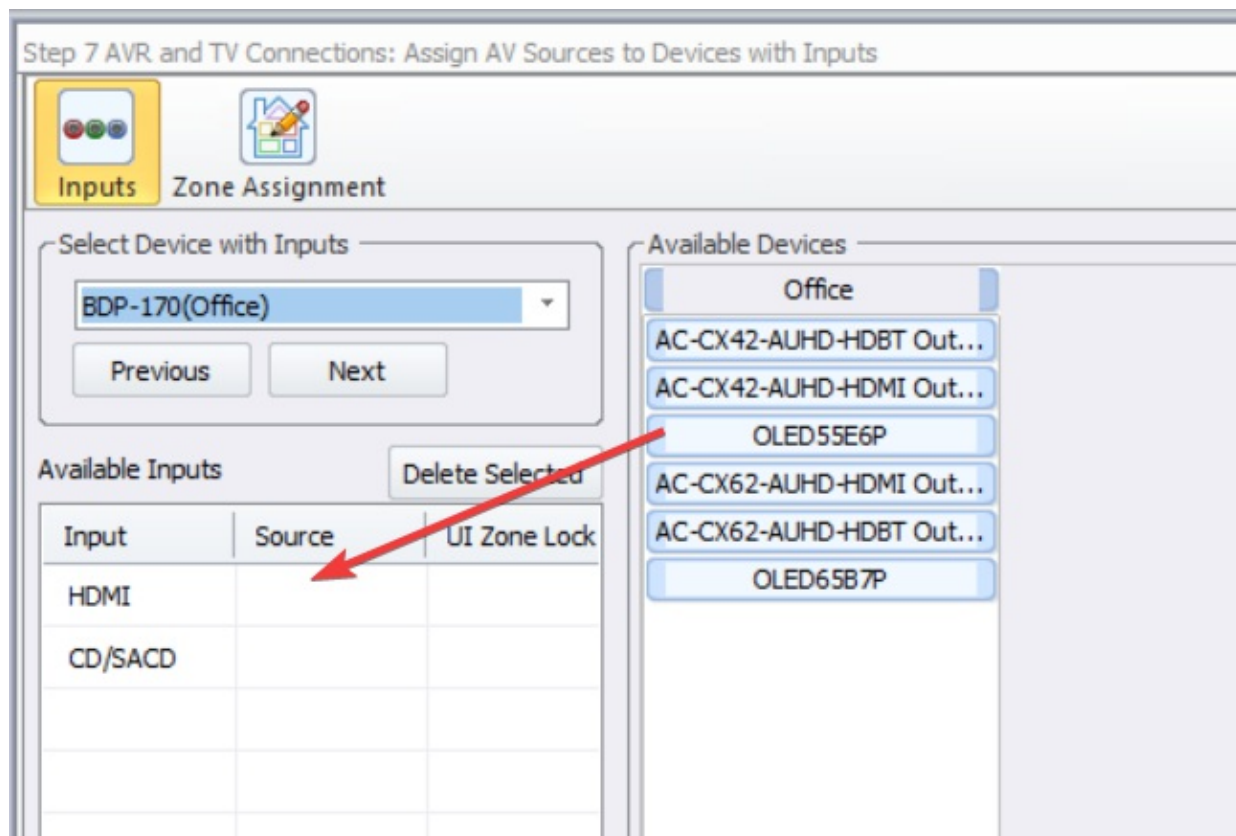 Step 7 AVR and TV Connections: Assign AV Sources to Devices with Inputs
Inputs
Zone Assignment
Select Device with Inputs
BDP-170(Office)
Previous
Next
Available Inputs
Delete Selected
Input Source UI Zone Lock
HDMI
CD/SACD
Available Devices
Office
AC-CX42-AUHD-HDBT Out...
AC-CX42-AUHD-HDMI Out...
OLED55E6P
AC-CX62-AUHD-HDMI Out...
AC-CX62-AUHD-HDBT Out...
OLED65B7P